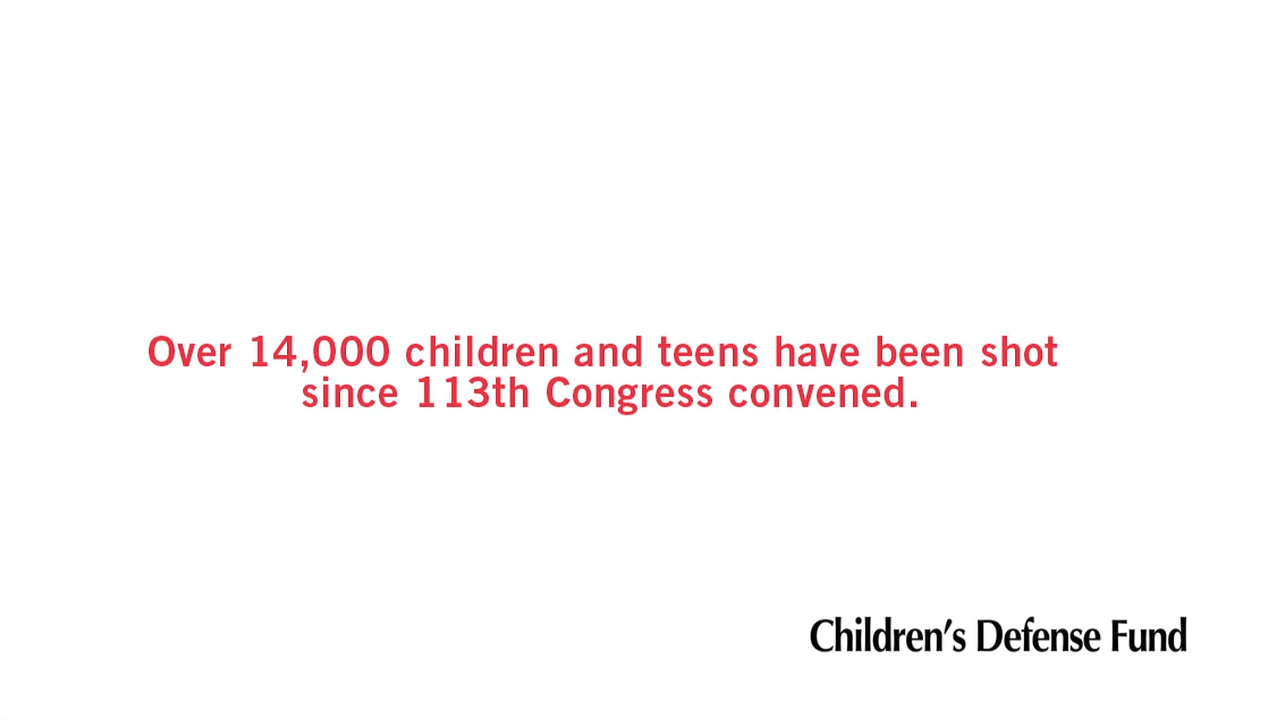 Over 14,000 children and teens have been shot
since 113th Congress convened.
Children's Defense Fund